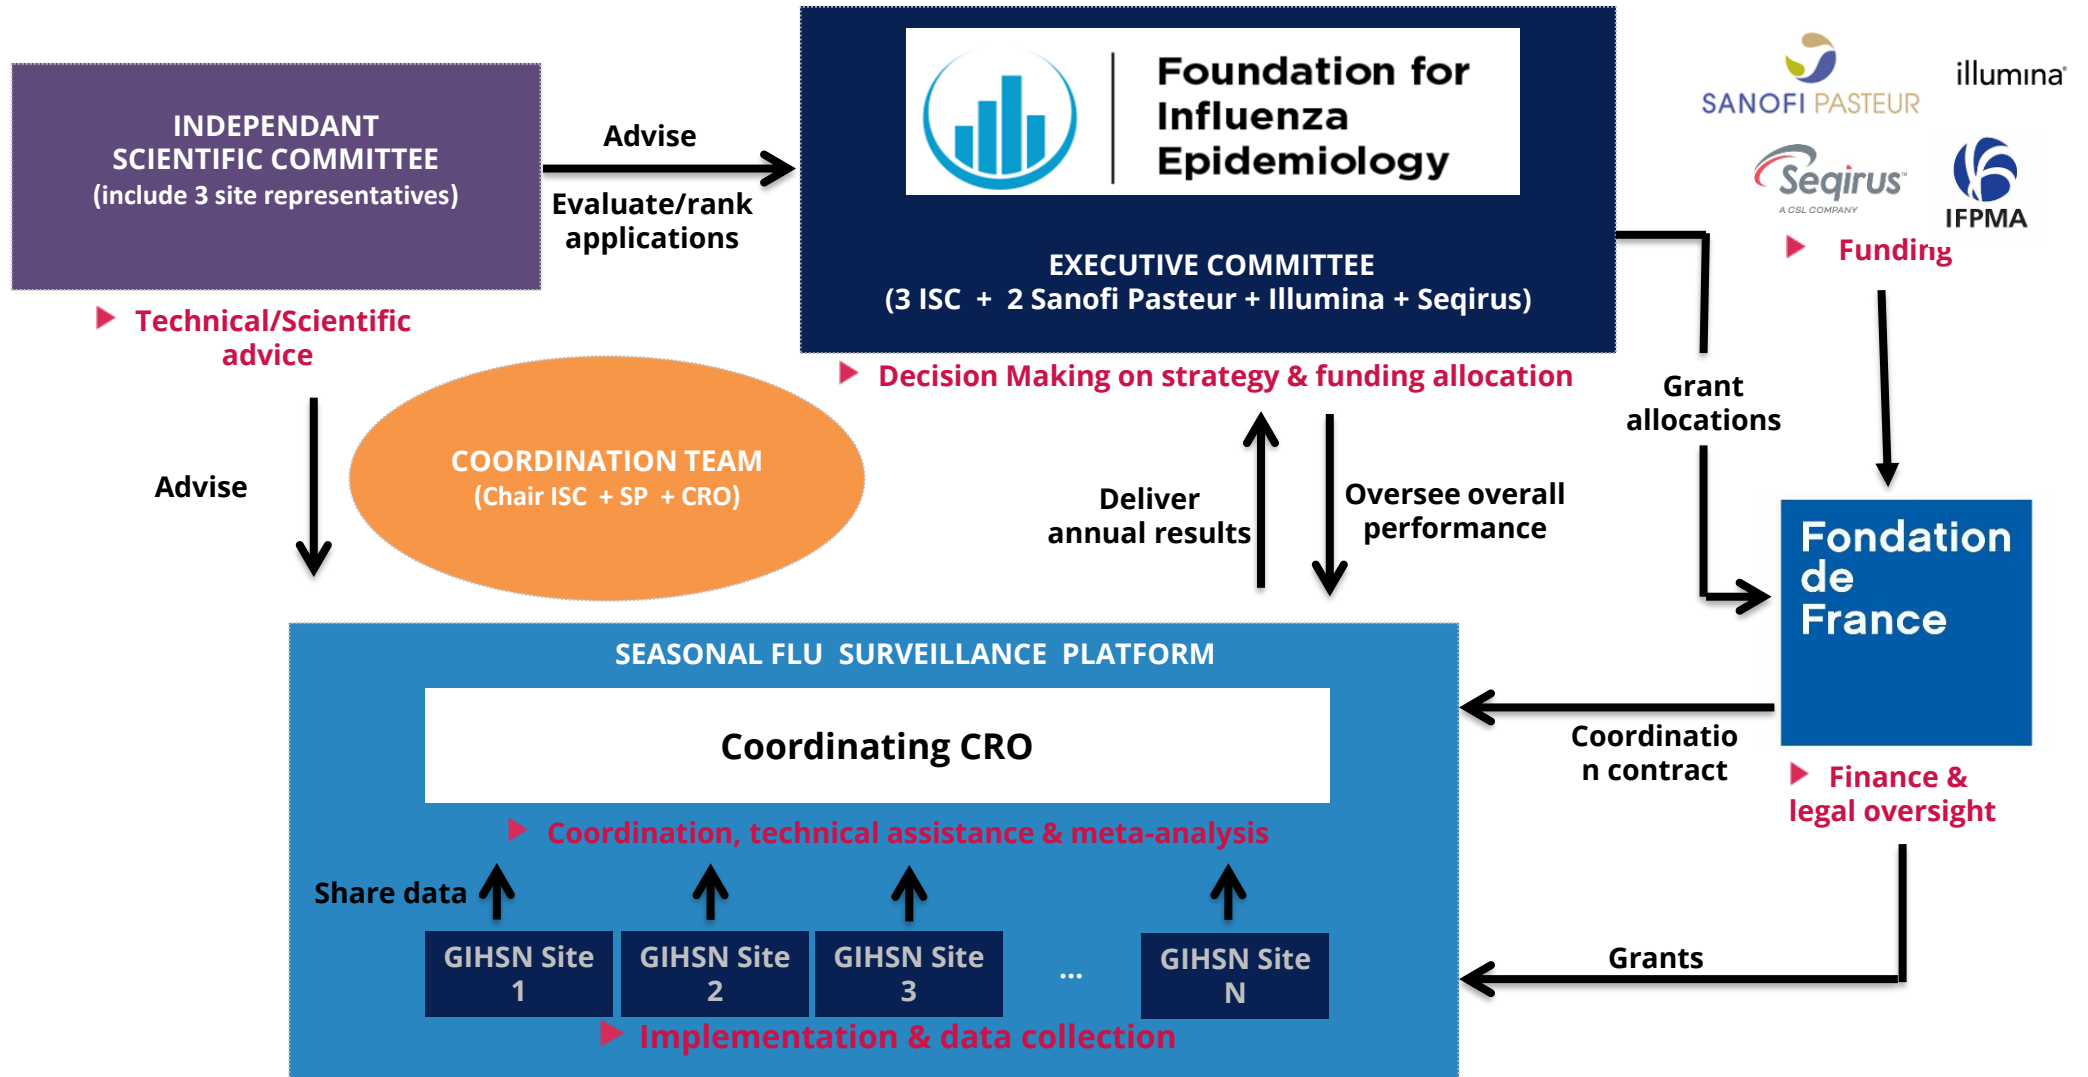 INDEPENDANT
SCIENTIFIC COMMITTEE
(include 3 site representatives)
Technical/Scientific
advice
Advise
Evaluate/rank
applications
Foundation for
Influenza
Epidemiology
EXECUTIVE COMMITTEE
(3 ISC + 2 Sanofi Pasteur + Illumina + Seqirus)
Decision Making on strategy & funding allocation
SANOFI PASTEUR
illumına®
Seqirus™
A CSL COMPANY
IFPMA
Funding
Grant
allocations
Advise
COORDINATION TEAM
(Chair ISC + SP + CRO)
Deliver
annual results
Oversee overall
performance
Fondation
de
France
Finance &
legal oversight
Coordinatio
n contract
Grants
SEASONAL FLU SURVEILLANCE PLATFORM
Coordinating CRO
Coordination, technical assistance & meta-analysis
Share data
GIHSN Site
1
GIHSN Site
2
GIHSN Site
3
...
GIHSN Site
N
Implementation & data collection